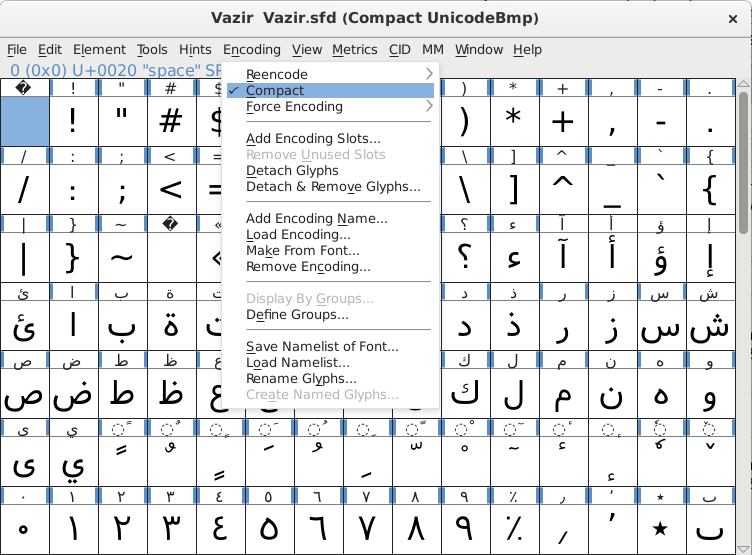 Vazir Vazir.sfd (Compact UnicodeBmp)
File Edit Element Tools Hints Encoding View Metrics CID MM Window Help
0 (0x0) U+0020 "space" SP
Reencode
✓ Compact
Force Encoding
Add Encoding Slots...
Remove Unused Slots
Detach Glyphs
Detach & Remove Glyphs...
Add Encoding Name...
Load Encoding...
Make From Font...
Remove Encoding...
Display By Groups...
Define Groups...
Save Namelist of Font...
Load Namelist...
Rename Glyphs...
Create Named Glyphs...
� ! " # $ ) * + , - .
! " # $ ) * + , - .
/ : ; < = \ ] ^ _ ` {
/ : ; < = \ ] ^ _ ` {
| } ~ � « ؟ ء آ أ ؤ إ
| } ~ « ؟ ء آ أ ؤ إ
ئ ا ب ة ت د ذ ر ز س ش
ئ ا ب ة ت د ذ ر ز س ش
ص ض ط ظ ع ك ل م ن ه و
ص ض ط ظ ع ك ل م ن ه و
ى ي ◌ً ◌ٌ ◌ٍ ◌َ ◌ُ ◌ِ ◌ّ ◌ْ ◌ٓ ◌ٔ ◌ٕ
ى ي ً ٌ ٍ َ ُ ِ ّ ْ ٓ ٔ ٕ
٠ ١ ٢ ٣ ٤ ٥ ٦ ٧ ٨ ٩ ٪ ٫ ٬ ٭ ٮ
٠ ١ ٢ ٣ ٤ ٥ ٦ ٧ ٨ ٩ ٪ ٫ ٬ ٭ ٮ